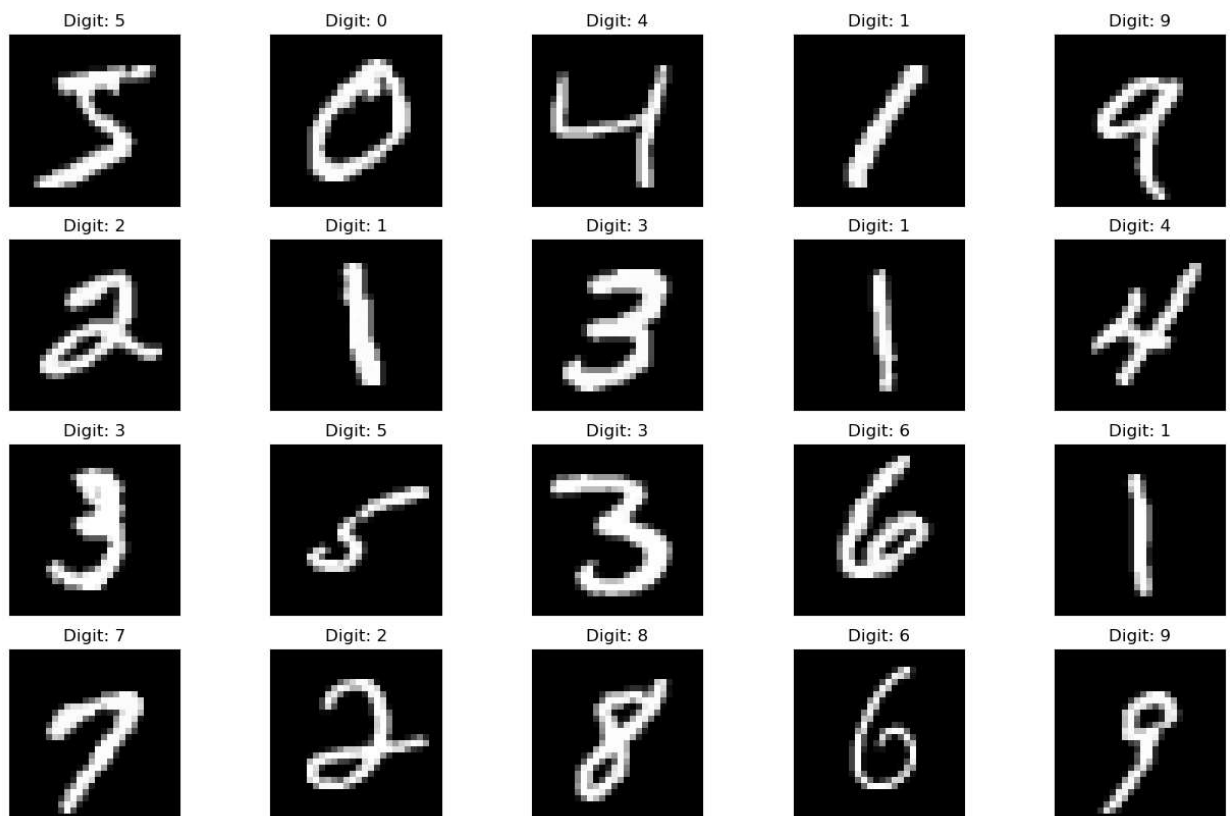 Digit: 5 Digit: 0 Digit: 4 Digit: 1 Digit: 9
5 0 4 1 9
Digit: 2 Digit: 1 Digit: 3 Digit: 1 Digit: 4
2 1 3 1 4
Digit: 3 Digit: 5 Digit: 3 Digit: 6 Digit: 1
3 5 3 6 1
Digit: 7 Digit: 2 Digit: 8 Digit: 6 Digit: 9
7 2 8 6 9